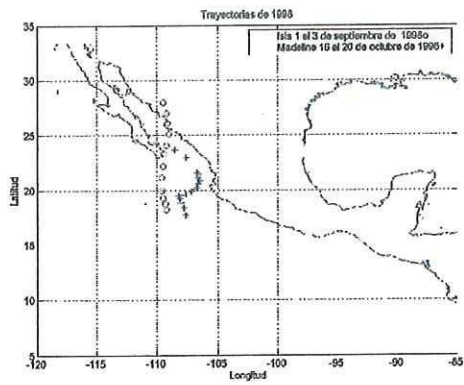 Trayectorias de 1998
Isis 1 al 3 de septiembre de 1998o
Madeline 16 al 20 de octubre de 1998+
Latitud
35
30
25
20
15
10
5
-120 -115 -110 -105 -100 -95 -90 -85
Longitud